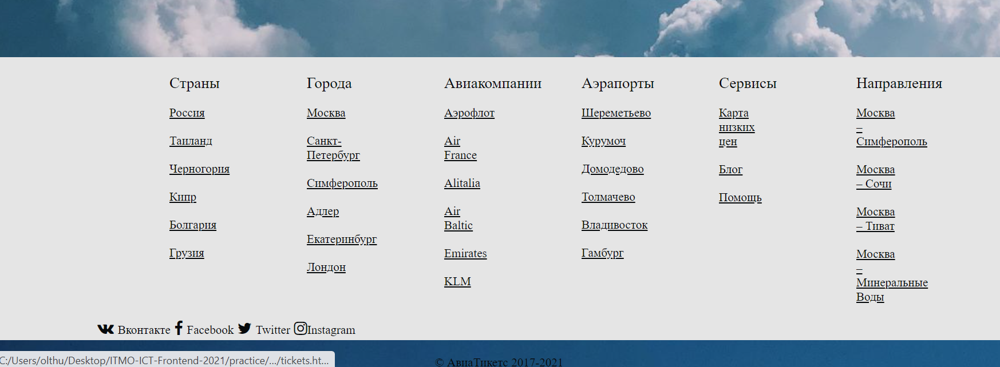 Страны
Россия
Таиланд
Черногория
Кипр
Болгария
Грузия
Города
Москва
Санкт-
Петербург
Симферополь
Адлер
Екатеринбург
Лондон
Авиакомпании
Аэрофлот
Air
France
Alitalia
Air
Baltic
Emirates
KLM
Аэрапорты
Шереметьево
Курумоч
Домодедово
Толмачево
Владивосток
Гамбург
Сервисы
Карта
низких
цен
Блог
Помощь
Направления
Москва
–
Симферополь
Москва
– Сочи
Москва
– Тиват
Москва
–
Минеральные
Воды
Вконтакте Facebook Twitter Instagram
C:/Users/olthu/Desktop/ITMO-ICT-Frontend-2021/practice/.../tickets.ht...
© АвиаТикетс 2017-2021